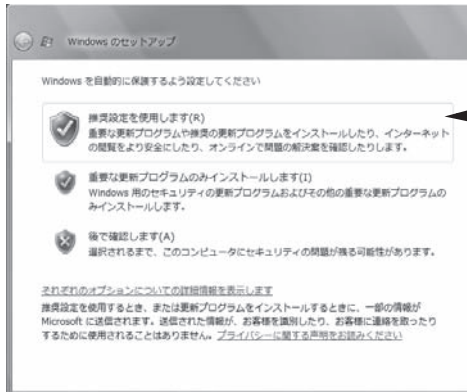 Windows のセットアップ
Windows を自動的に保護するよう設定してください
推奨設定を使用します(R)
重要な更新プログラムや推奨の更新プログラムをインストールしたり、インターネット
の閲覧をより安全にしたり、オンラインで問題の解決策を確認したりします。
重要な更新プログラムのみインストールします(I)
Windows 用のセキュリティの更新プログラムおよびその他の重要な更新プログラムの
みインストールします。
後で確認します(A)
選択されるまで、このコンピュータにセキュリティの問題が残る可能性があります。
それぞれのオプションについての詳細情報を表示します
推奨設定を使用するとき、または更新プログラムをインストールするときに、一部の情報が
Microsoft に送信されます。送信された情報が、お客様を識別したり、お客様に連絡を取ったり
するために使用されることはありません。プライバシーに関する声明をお読みください